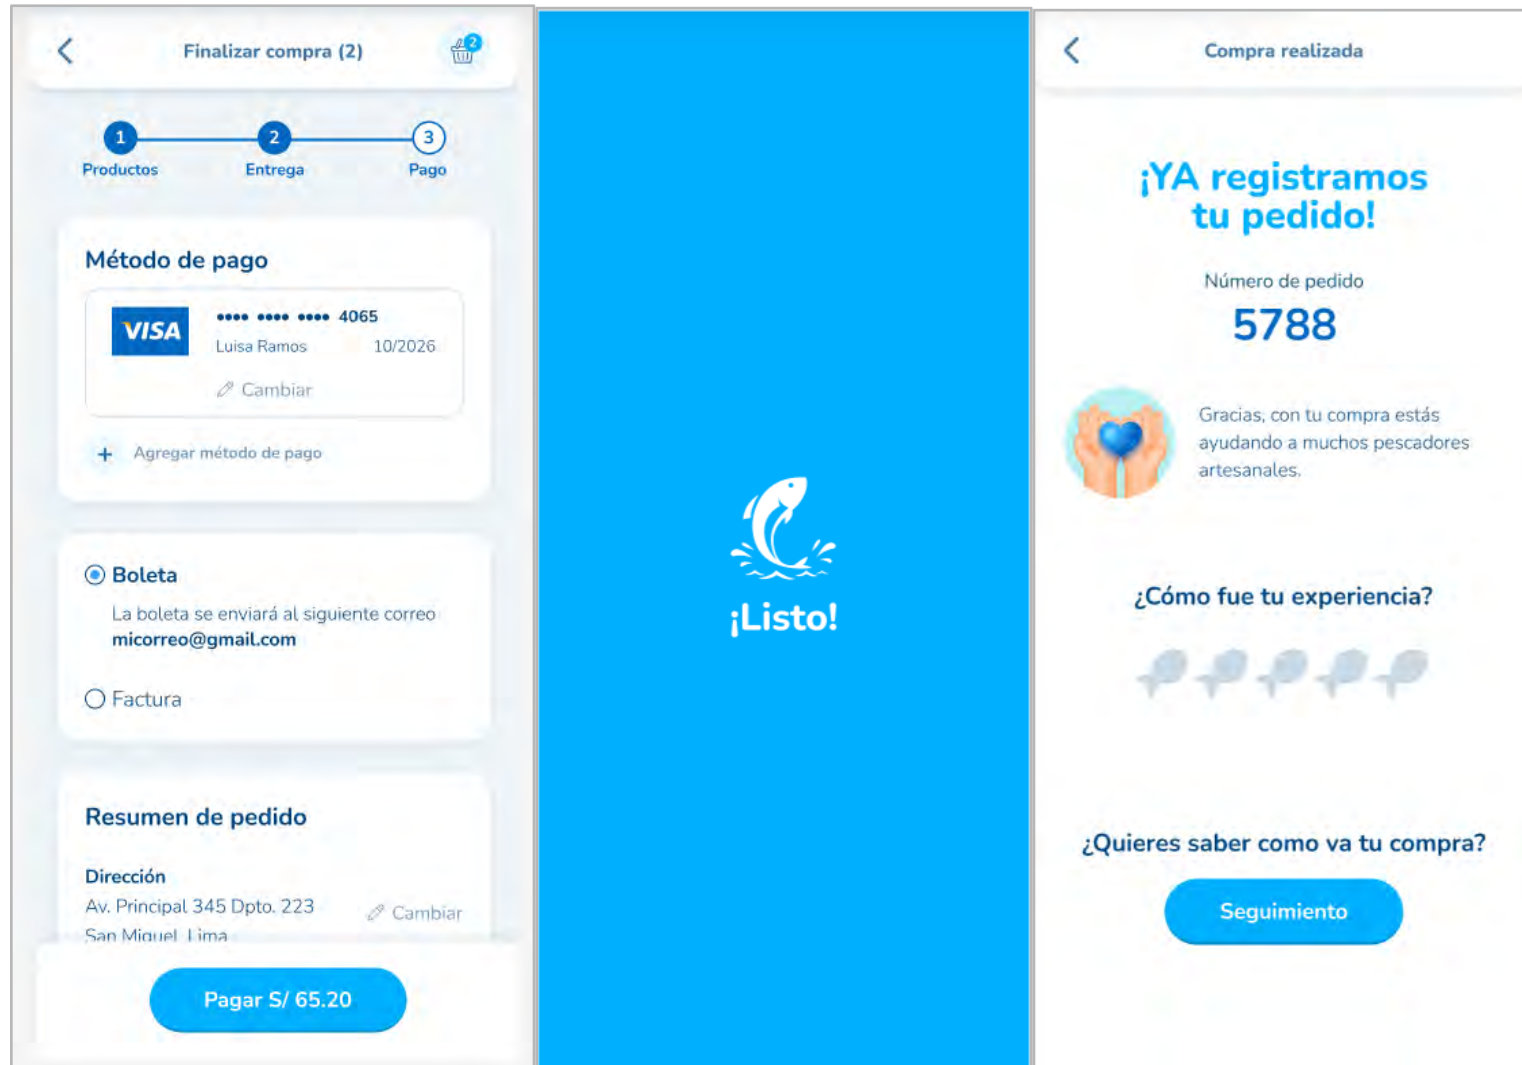 Finalizar compra (2)
2
1
2
3
Productos
Entrega
Pago
Método de pago
VISA
•••• •••• •••• 4065
Luisa Ramos
10/2026
Cambiar
+ Agregar método de pago
Boleta
La boleta se enviará al siguiente correo
micorreo@gmail.com
Factura
Resumen de pedido
Dirección
Av. Principal 345 Dpto. 223
Cambiar
San Miguel, Lima
Pagar S/ 65.20
¡Listo!
Compra realizada
¡YA registramos
tu pedido!
Número de pedido
5788
Gracias, con tu compra estás
ayudando a muchos pescadores
artesanales.
¿Cómo fue tu experiencia?
¿Quieres saber como va tu compra?
Seguimiento